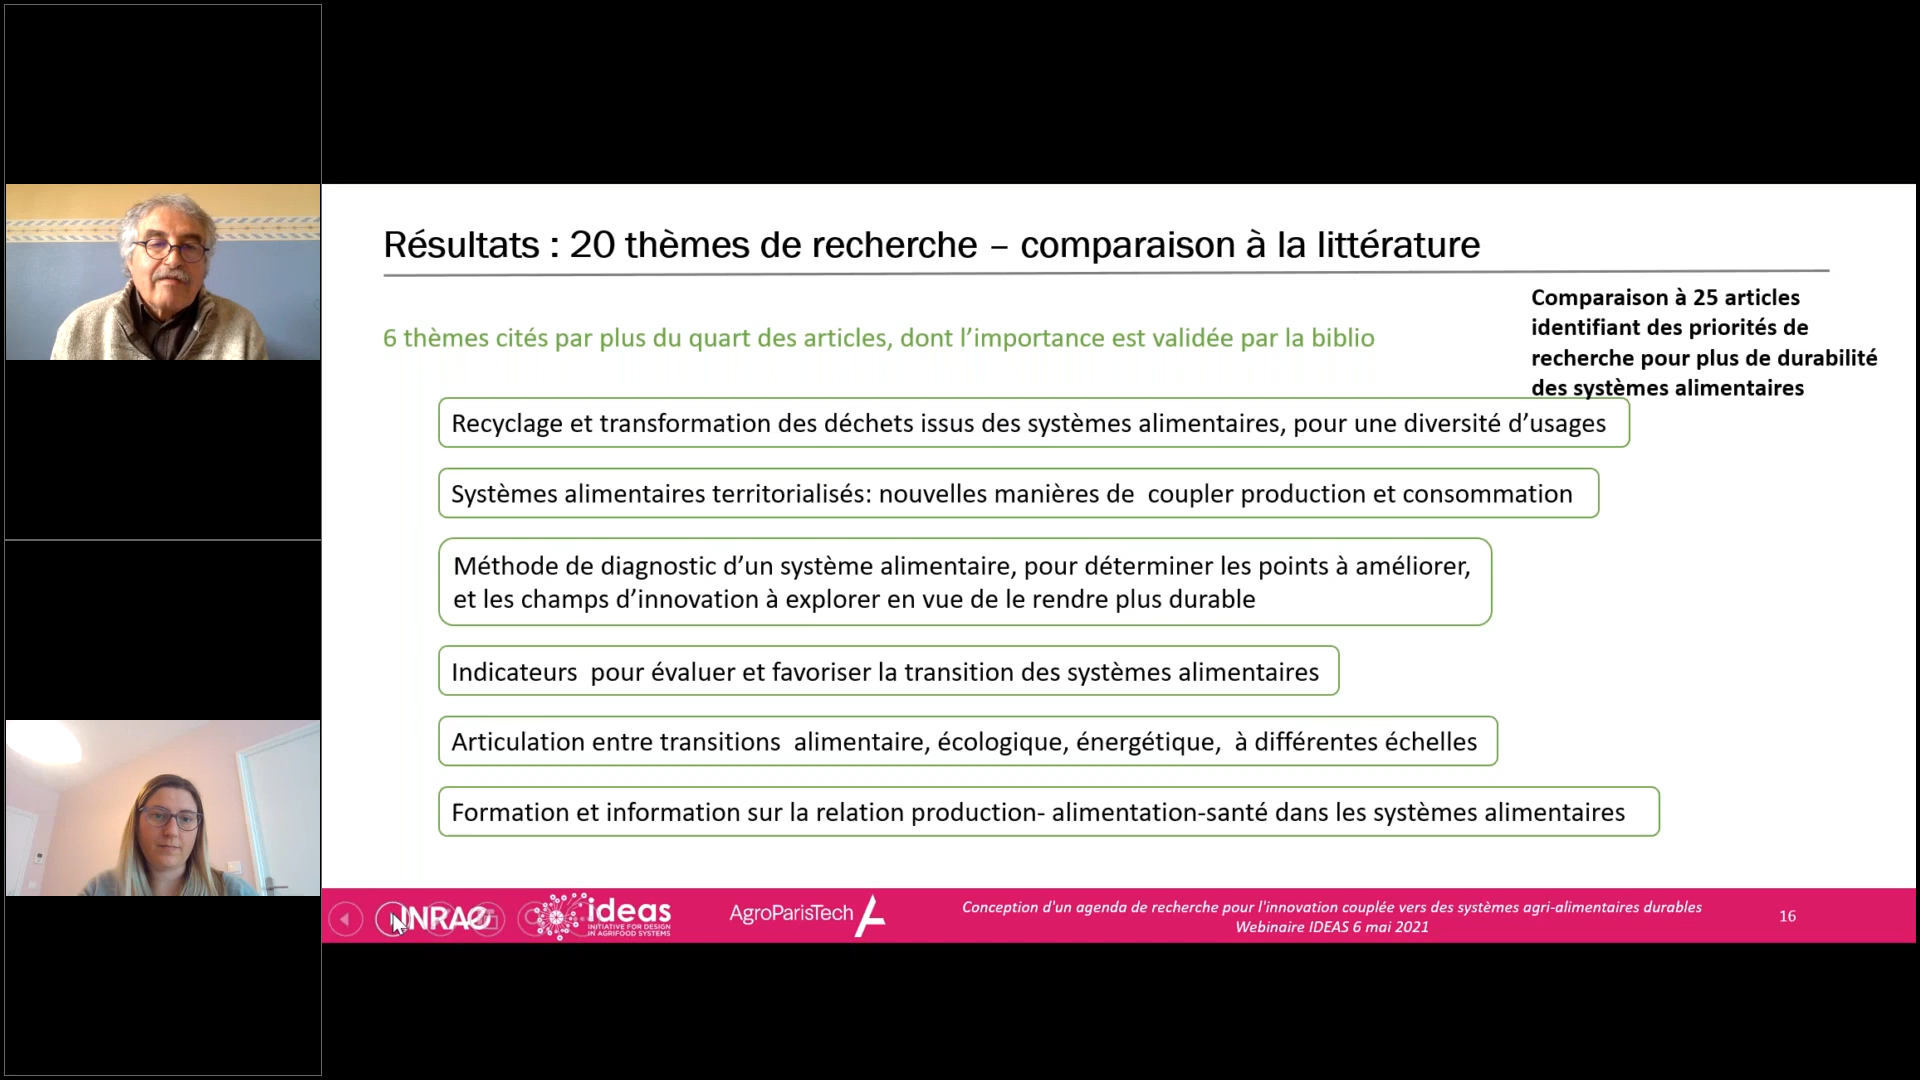 Résultats : 20 thèmes de recherche – comparaison à la littérature
Comparaison à 25 articles
identifiant des priorités de
recherche pour plus de durabilité
des systèmes alimentaires
6 thèmes cités par plus du quart des articles, dont l’importance est validée par la biblio
Recyclage et transformation des déchets issus des systèmes alimentaires, pour une diversité d’usages
Systèmes alimentaires territorialisés: nouvelles manières de  coupler production et consommation
Méthode de diagnostic d’un système alimentaire, pour déterminer les points à améliorer,
et les champs d’innovation à explorer en vue de le rendre plus durable
Indicateurs  pour évaluer et favoriser la transition des systèmes alimentaires
Articulation entre transitions  alimentaire, écologique, énergétique,  à différentes échelles
Formation et information sur la relation production- alimentation-santé dans les systèmes alimentaires
INRAE
ideas
INITIATIVE FOR DESIGN
IN AGRIFOOD SYSTEMS
AgroParisTech
Conception d'un agenda de recherche pour l'innovation couplée vers des systèmes agri-alimentaires durables
Webinaire IDEAS 6 mai 2021
16